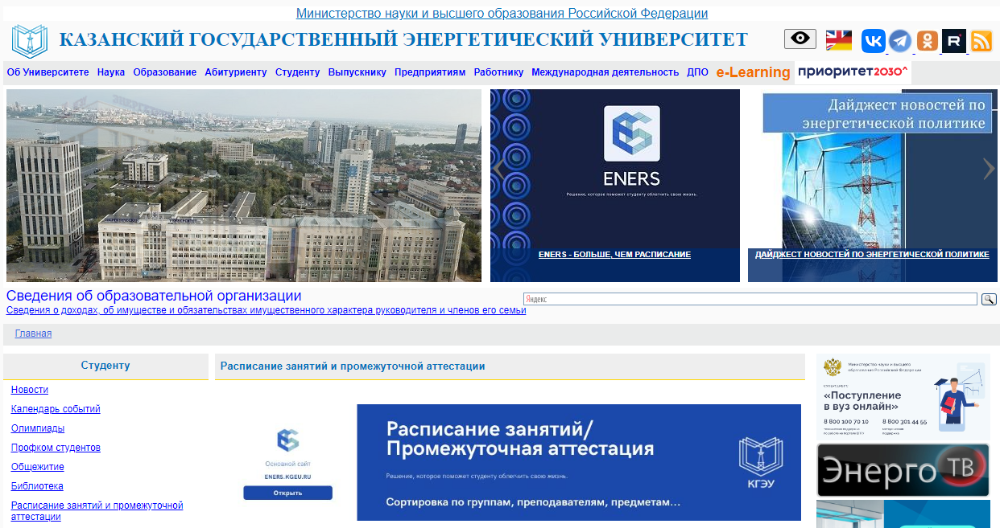 Министерство науки и высшего образования Российской Федерации
КАЗАНСКИЙ ГОСУДАРСТВЕННЫЙ ЭНЕРГЕТИЧЕСКИЙ УНИВЕРСИТЕТ
Об Университете Наука Образование Абитуриенту Студенту Выпускнику Предприятиям Работнику Международная деятельность ДПО e-Learning приоритет2030^
ENERS
Решение, которое поможет студенту облегчить свою жизнь.
ENERS - БОЛЬШЕ, ЧЕМ РАСПИСАНИЕ
Дайджест новостей по
энергетической политике
ДАЙДЖЕСТ НОВОСТЕЙ ПО ЭНЕРГЕТИЧЕСКОЙ ПОЛИТИКЕ
Сведения об образовательной организации
Сведения о доходах, об имуществе и обязательствах имущественного характера руководителя и членов его семьи
Яндекс
Главная
Студенту
Новости
Календарь событий
Олимпиады
Профком студентов
Общежитие
Библиотека
Расписание занятий и промежуточной
аттестации
Расписание занятий и промежуточной аттестации
Основной сайт
ENERS.KGEU.RU
Открыть
Расписание занятий/
Промежуточная аттестация
Решение, которое поможет студенту облегчить свою жизнь.
Сортировка по группам, преподавателям, предметам...
КГЭУ
Министерство науки и высшего
образования Российской Федерации
СУПЕРСЕРВИС
«Поступление
в вуз онлайн»
8 800 100 70 10 8 800 301 44 55
Энерго ТВ